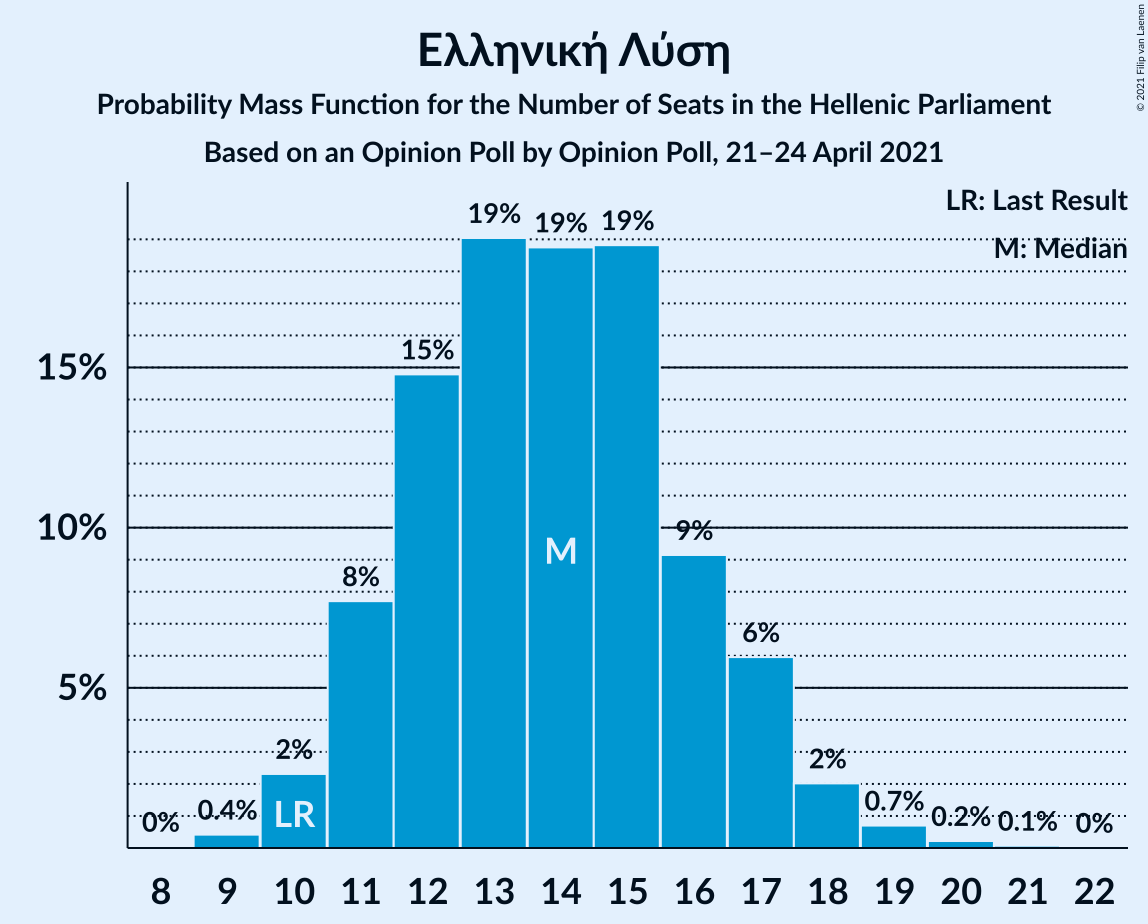 Ελληνική Λύση
Probability Mass Function for the Number of Seats in the Hellenic Parliament
Based on an Opinion Poll by Opinion Poll, 21–24 April 2021
© 2021 Filip van Laenen
LR: Last Result
M: Median
19% 19% 19%
15%
15%
10%
9%
M
8%
6%
5%
2%
2%
0% 0.4% LR 0.7% 0.2% 0.1% 0%
8 9 10 11 12 13 14 15 16 17 18 19 20 21 22